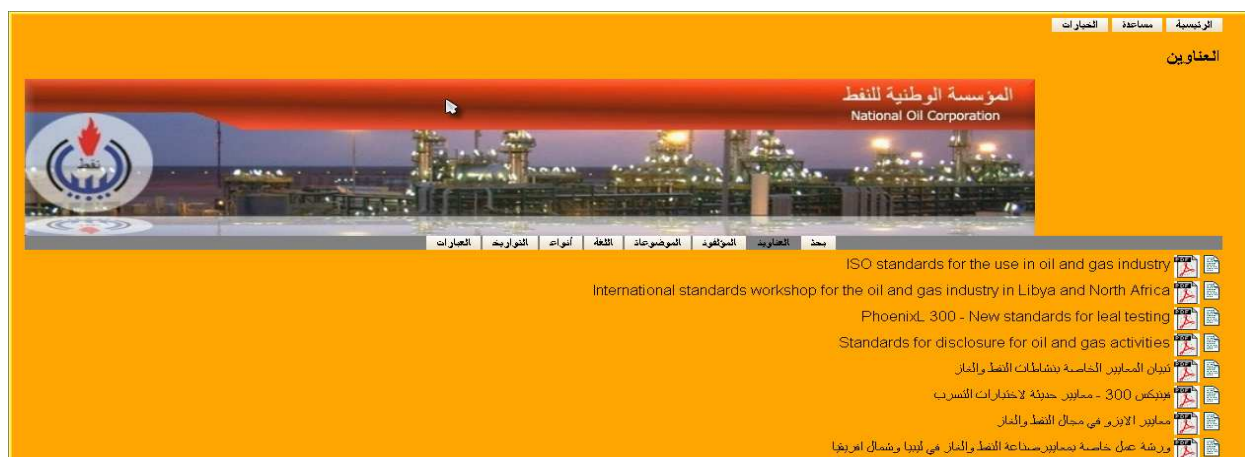 الرئيسية مساعدة الخيارات
العناوين
المؤسسة الوطنية للنفط
National Oil Corporation
نفط
بحث العناوين المؤلفون الموضوعات اللغة أنواع التواريخ العبارات
ISO standards for the use in oil and gas industry
International standards workshop for the oil and gas industry in Libya and North Africa
PhoenixL 300 - New standards for leal testing
Standards for disclosure for oil and gas activities
تبيان المعايير الخاصة بنشاطات النفط والغاز
فينيكس 300 - معايير حديثة لاختبارات التسرب
معايير الايزو في مجال النفط والغاز
ورشة عمل خاصة بمعايير صناعة النفط والغاز في ليبيا وشمال افريقيا